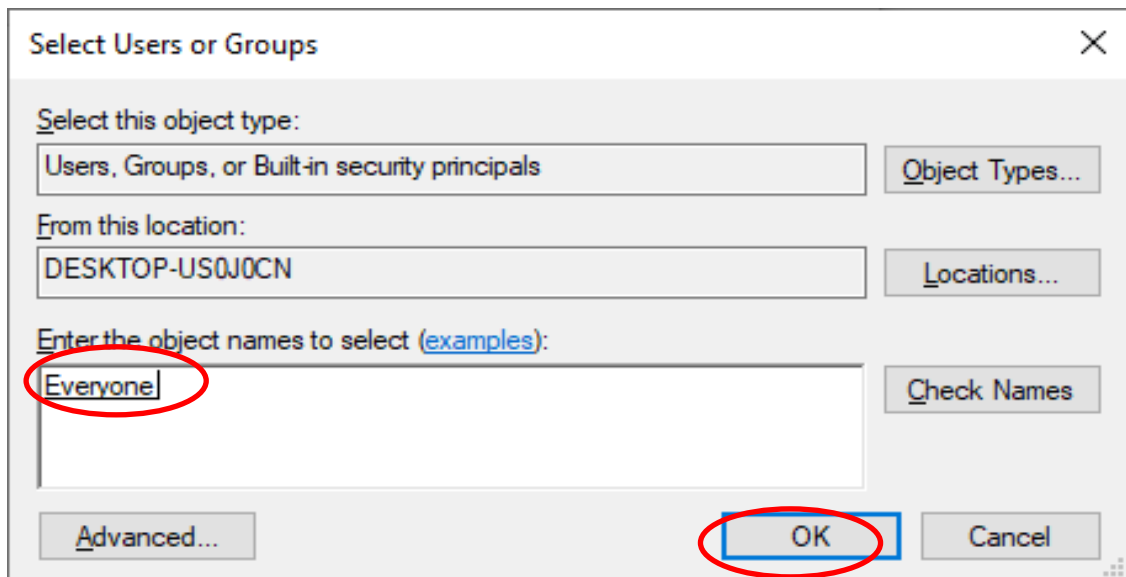 Select Users or Groups
Select this object type:
Users, Groups, or Built-in security principals
Object Types...
From this location:
DESKTOP-US0J0CN
Locations...
Enter the object names to select (examples):
Everyone
Check Names
Advanced...
OK
Cancel